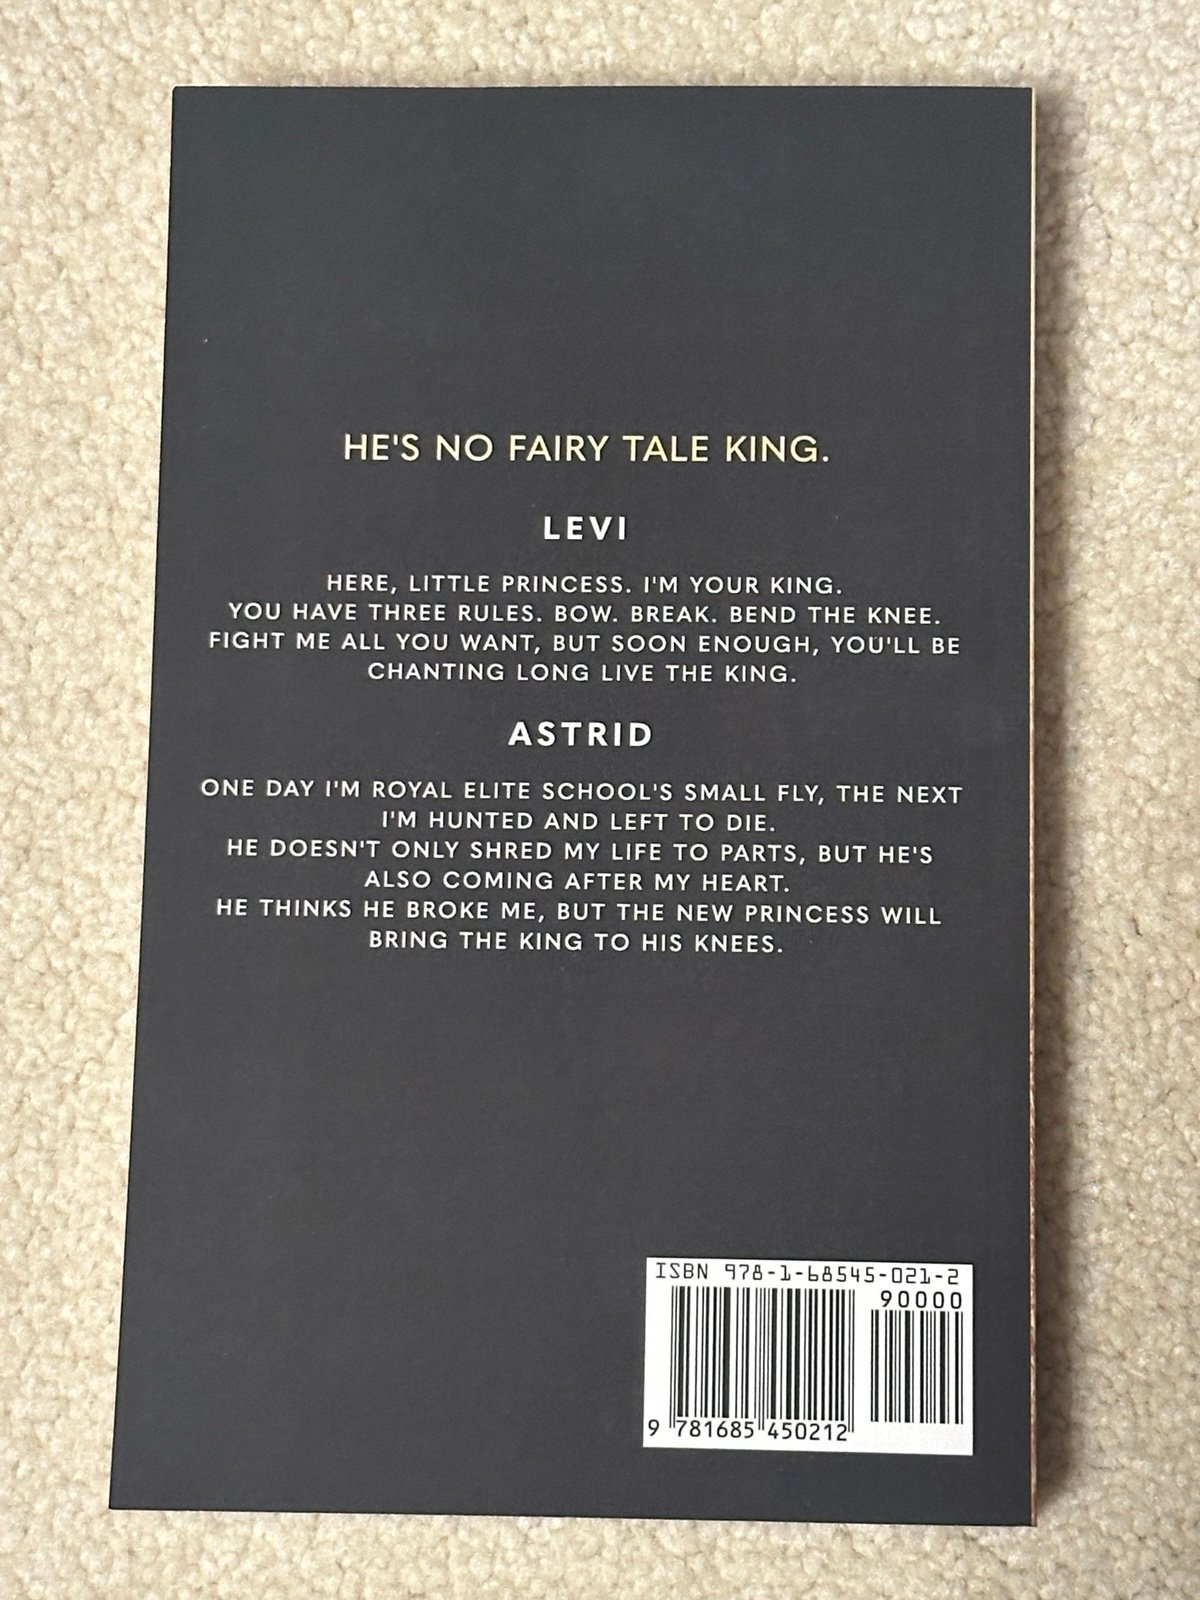 HE'S NO FAIRY TALE KING.
LEVI
HERE, LITTLE PRINCESS. I'M YOUR KING.
YOU HAVE THREE RULES. BOW. BREAK. BEND THE KNEE.
FIGHT ME ALL YOU WANT, BUT SOON ENOUGH, YOU'LL BE
CHANTING LONG LIVE THE KING.
ASTRID
ONE DAY I'M ROYAL ELITE SCHOOL'S SMALL FLY, THE NEXT
I'M HUNTED AND LEFT TO DIE.
HE DOESN'T ONLY SHRED MY LIFE TO PARTS, BUT HE'S
ALSO COMING AFTER MY HEART.
HE THINKS HE BROKE ME, BUT THE NEW PRINCESS WILL
BRING THE KING TO HIS KNEES.
ISBN 978-1-68545-021-2
90000
9 781685 450212